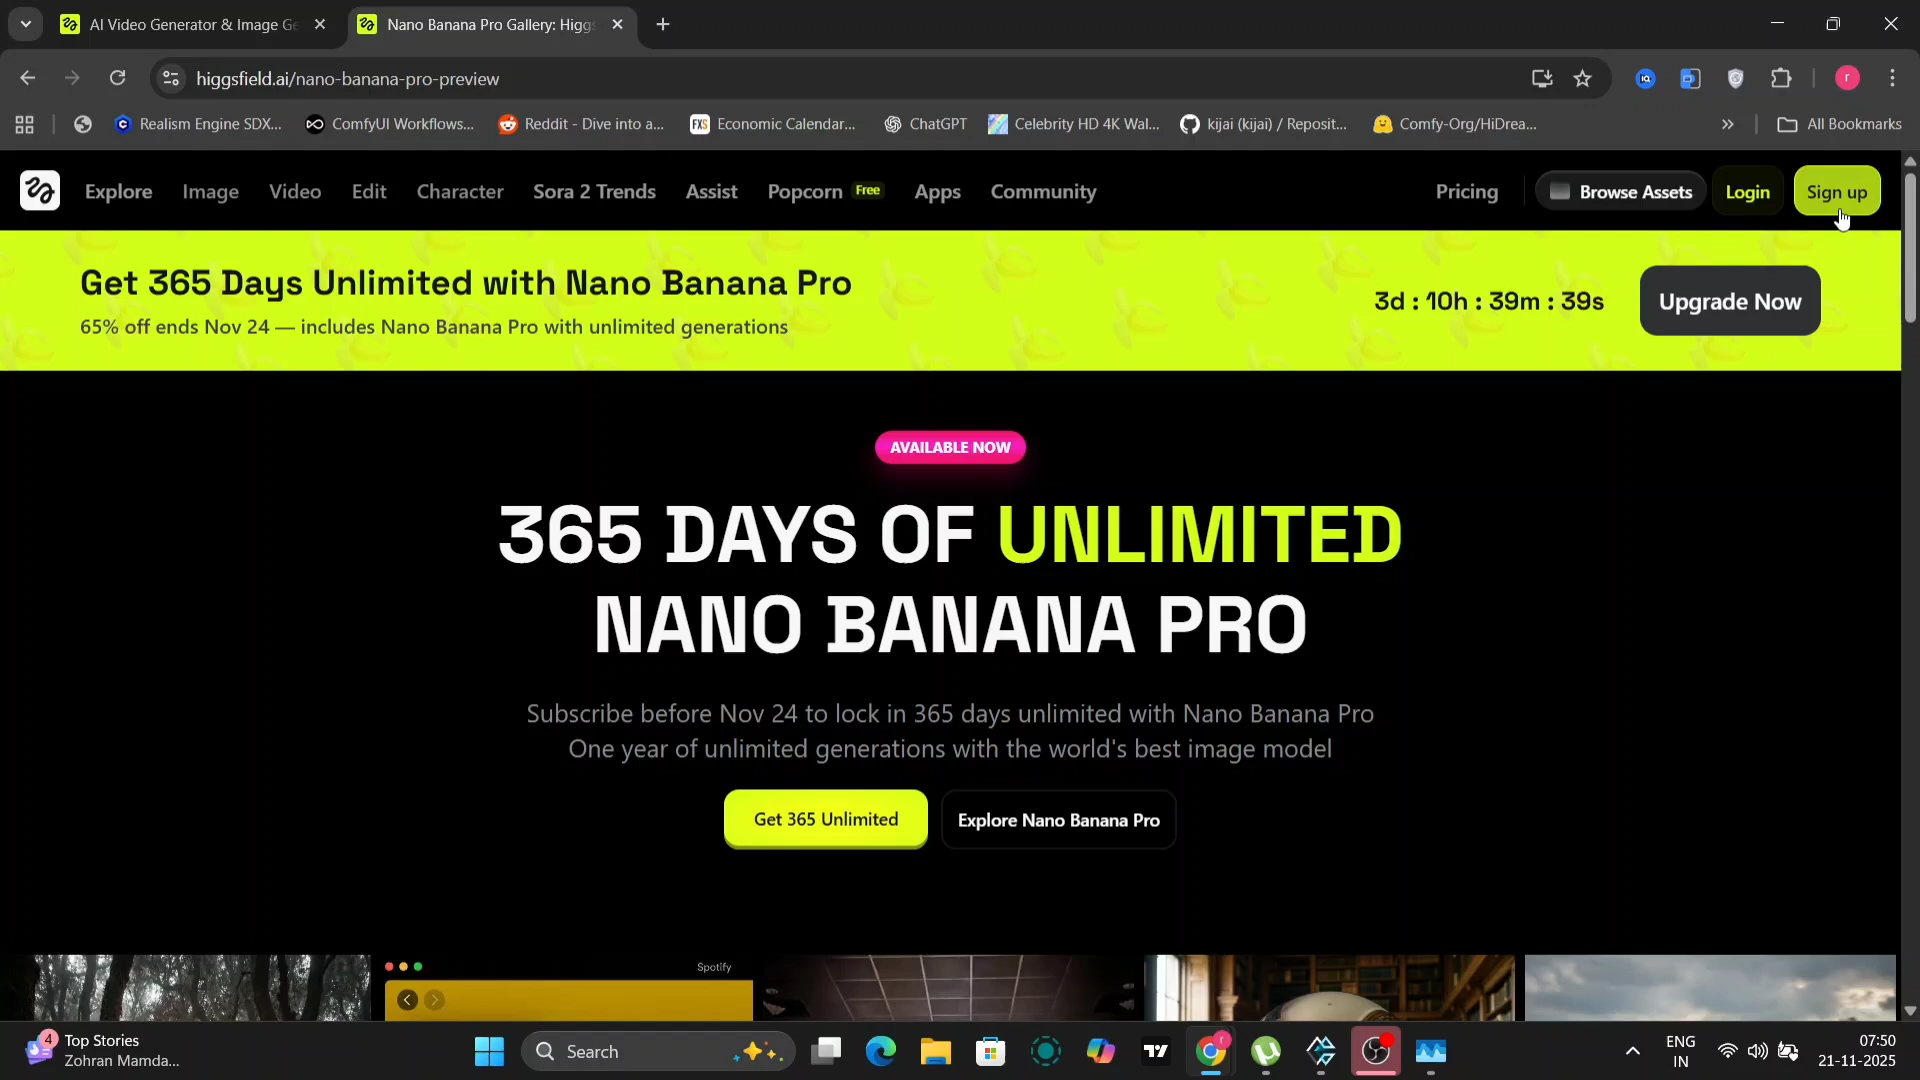 AI Video Generator & Image Ge
Nano Banana Pro Gallery: Higgs
higgsfield.ai/nano-banana-pro-preview
r
Realism Engine SDX...
ComfyUI Workflows...
Reddit - Dive into a...
FXS
Economic Calendar...
ChatGPT
Celebrity HD 4K Wal...
kijai (kijai) / Reposit...
Comfy-Org/HiDrea...
All Bookmarks
Explore
Image
Video
Edit
Character
Sora 2 Trends
Assist
Popcorn Free
Apps
Community
Pricing
Browse Assets
Login
Sign up
Get 365 Days Unlimited with Nano Banana Pro
65% off ends Nov 24 — includes Nano Banana Pro with unlimited generations
3d : 10h : 39m : 39s
Upgrade Now
AVAILABLE NOW
365 DAYS OF UNLIMITED
NANO BANANA PRO
Subscribe before Nov 24 to lock in 365 days unlimited with Nano Banana Pro
One year of unlimited generations with the world's best image model
Get 365 Unlimited
Explore Nano Banana Pro
Spotify
4
Top Stories
Zohran Mamda...
Search
ENG
IN
07:50
21-11-2025